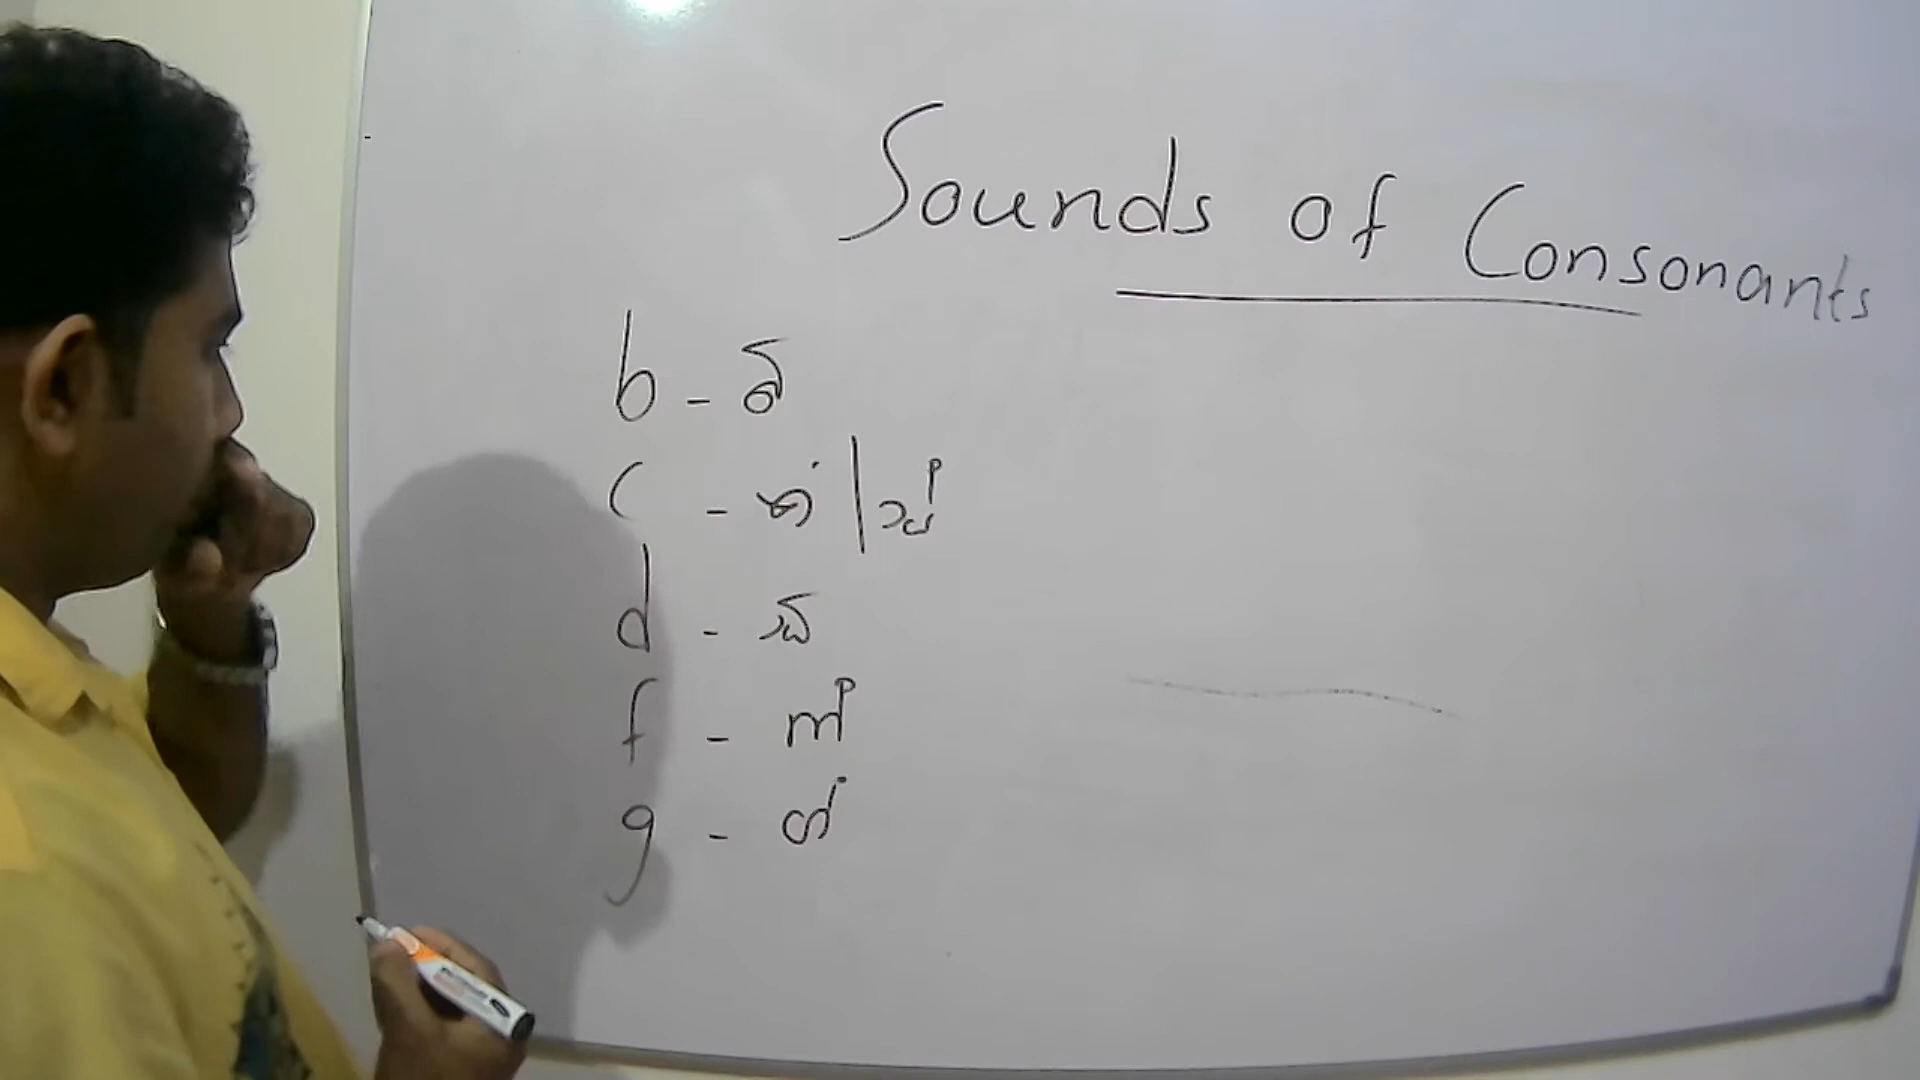 Sounds of Consonants
b - බ්
c - ක් | ස්
d - ඩ්
f - ෆ්
g - ග්